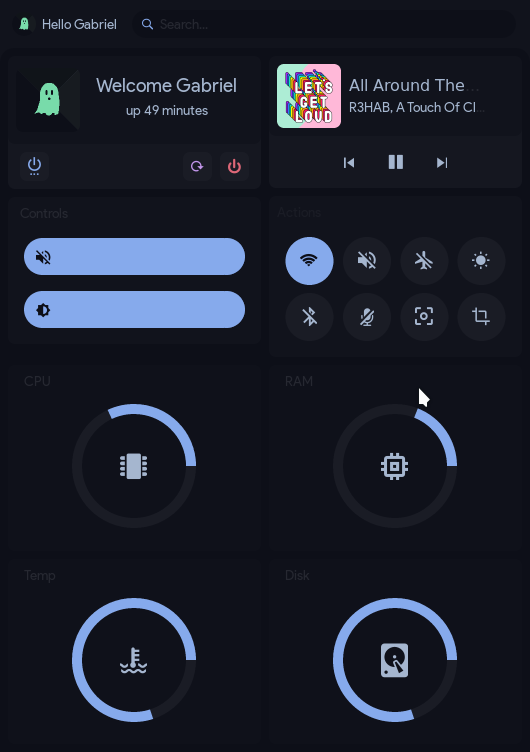 Hello Gabriel
Search...
Welcome Gabriel
up 49 minutes
LET'S
GET
LOUD
All Around The...
R3HAB, A Touch Of Cl...
Controls
Actions
CPU
RAM
Temp
Disk